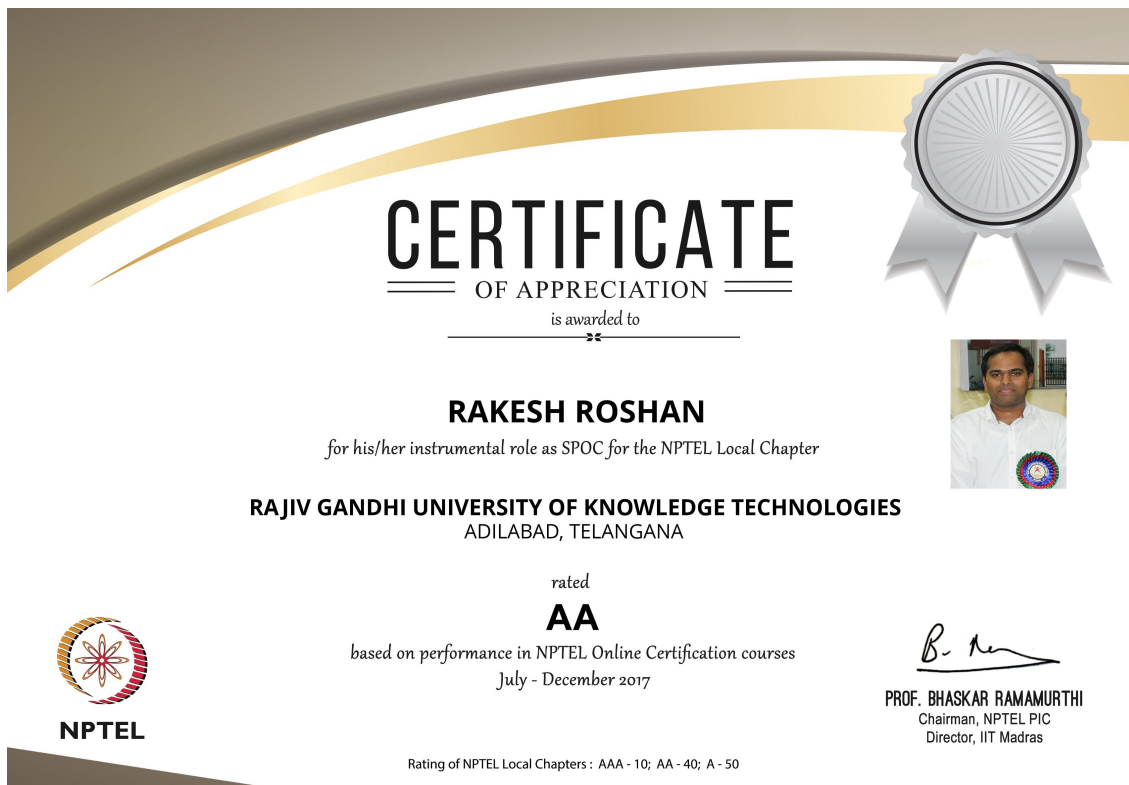 CERTIFICATE
OF APPRECIATION
is awarded to
RAKESH ROSHAN
for his/her instrumental role as SPOC for the NPTEL Local Chapter
RAJIV GANDHI UNIVERSITY OF KNOWLEDGE TECHNOLOGIES
ADILABAD, TELANGANA
rated
AA
based on performance in NPTEL Online Certification courses
July - December 2017
NPTEL
PROF. BHASKAR RAMAMURTHI
Chairman, NPTEL PIC
Director, IIT Madras
Rating of NPTEL Local Chapters : AAA - 10; AA - 40; A - 50